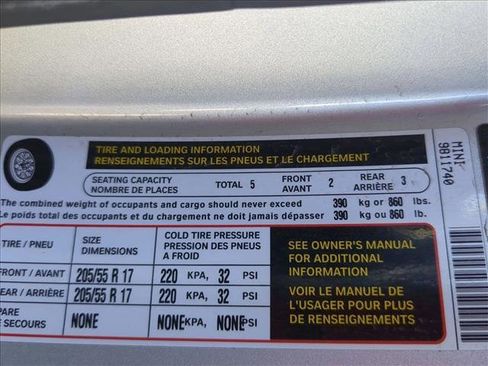 TIRE AND LOADING INFORMATION
RENSEIGNEMENTS SUR LES PNEUS ET LE CHARGEMENT
SEATING CAPACITY
NOMBRE DE PLACES
TOTAL 5
FRONT
AVANT
2
REAR
ARRIÈRE
3
The combined weight of occupants and cargo should never exceed 390 kg or 860 lbs.
Le poids total des occupants et du chargement ne doit jamais dépasser 390 kg ou 860 lb.
TIRE / PNEU
SIZE
DIMENSIONS
COLD TIRE PRESSURE
PRESSION DES PNEUS
A FROID
FRONT / AVANT 205/55 R 17 220 KPA, 32 PSI
EAR / ARRIÈRE 205/55 R 17 220 KPA, 32 PSI
PARE
E SECOURS NONE NONE KPA, NONE PSI
SEE OWNER'S MANUAL
FOR ADDITIONAL
INFORMATION
VOIR LE MANUEL DE
L'USAGER POUR PLUS
DE RENSEIGNEMENTS
MINI
9811740